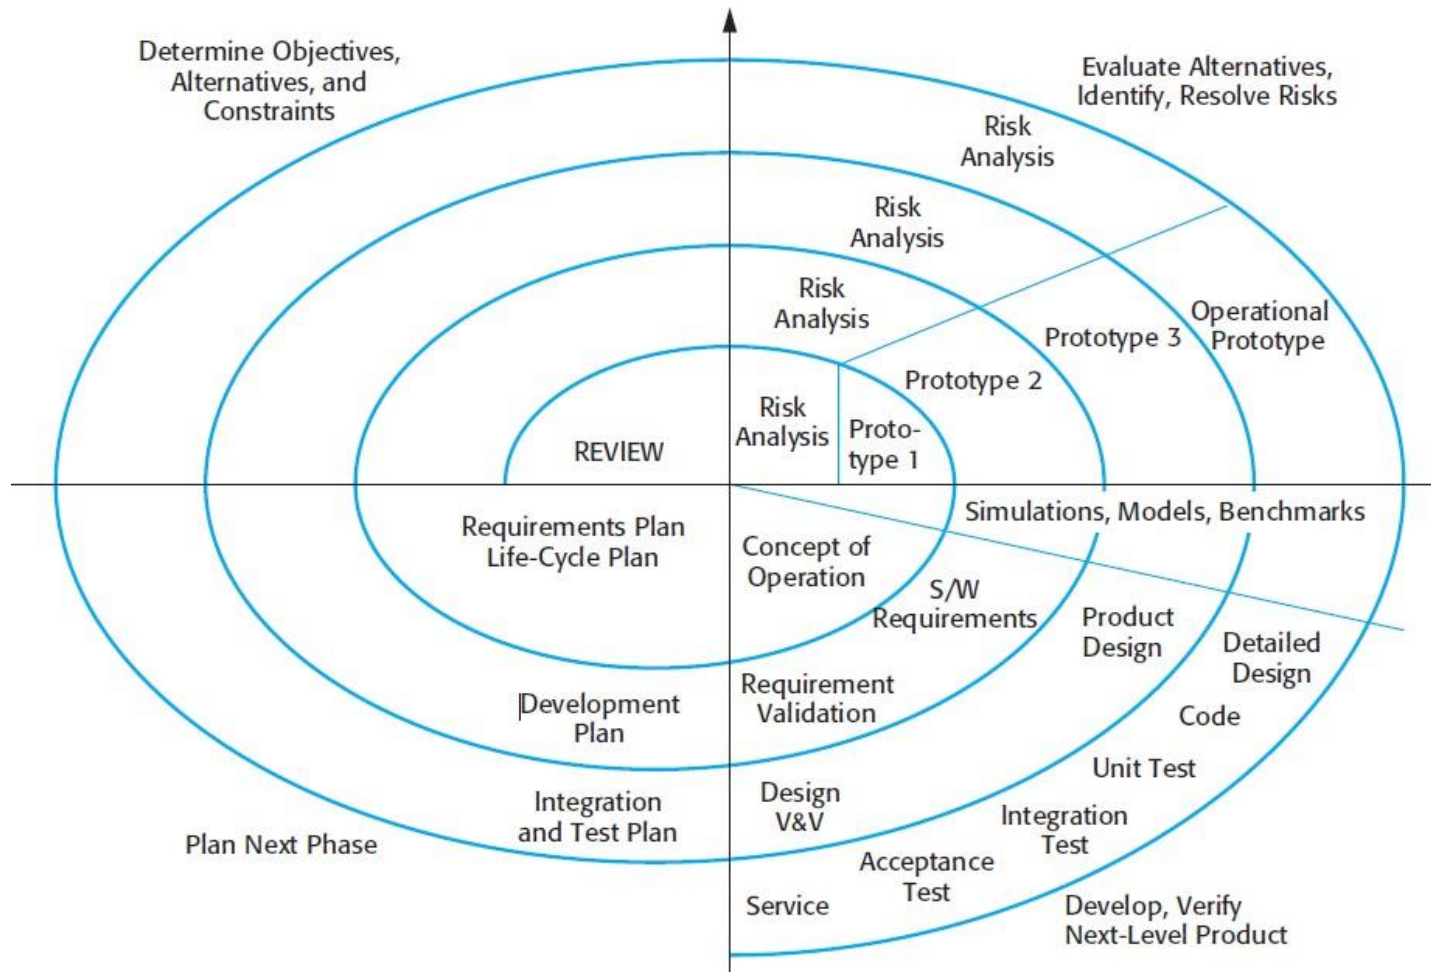 Determine Objectives,
Alternatives, and
Constraints
Evaluate Alternatives,
Identify, Resolve Risks
Risk
Analysis
Risk
Analysis
Risk
Analysis
Operational
Prototype
Prototype 3
Prototype 2
Risk
Analysis
Proto-
type 1
REVIEW
Simulations, Models, Benchmarks
Requirements Plan
Life-Cycle Plan
Concept of
Operation
S/W
Requirements
Product
Design
Detailed
Design
Requirement
Validation
Development
Plan
Code
Unit Test
Integration
and Test Plan
Design
V&V
Integration
Test
Plan Next Phase
Acceptance
Test
Service
Develop, Verify
Next-Level Product